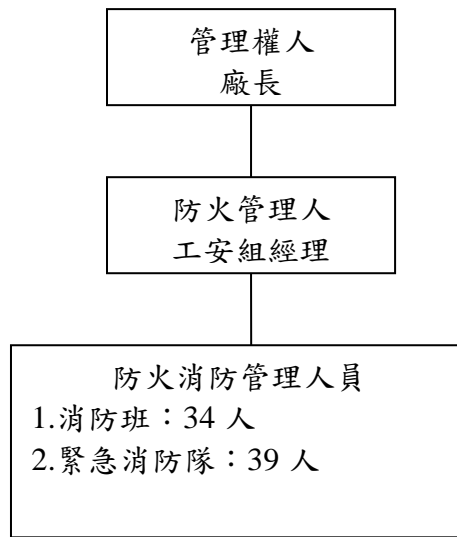 管理權人
廠長
防火管理人
工安組經理
防火消防管理人員
1.消防班：34 人
2.緊急消防隊：39 人